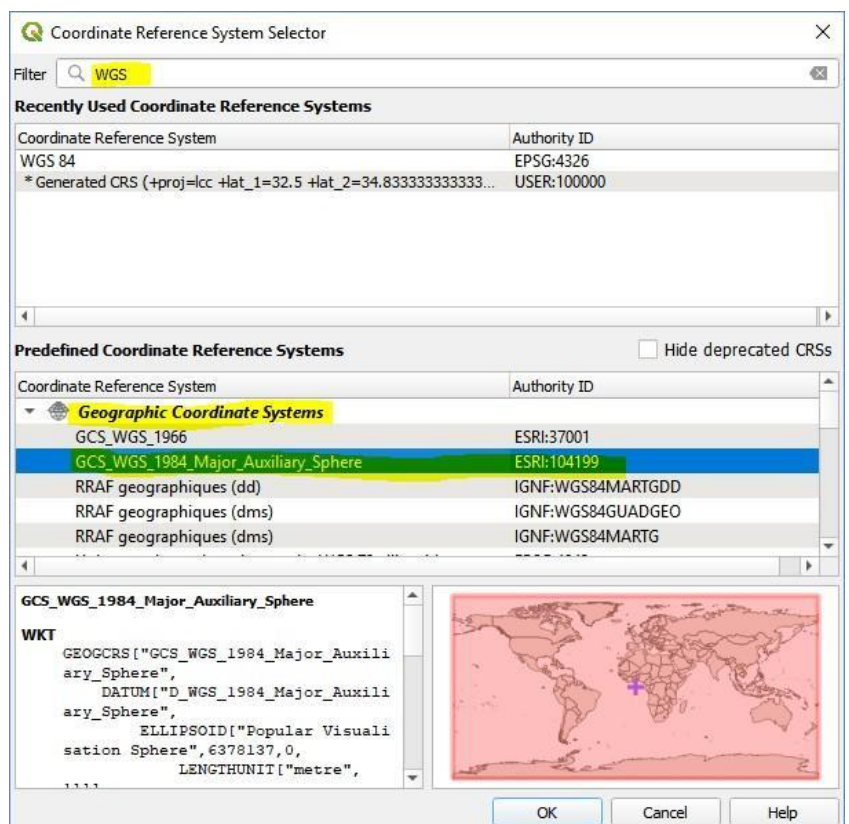 Coordinate Reference System Selector
Filter WGS
Recently Used Coordinate Reference Systems
Coordinate Reference System Authority ID
WGS 84 EPSG:4326
* Generated CRS (+proj=lcc +lat_1=32.5 +lat_2=34.833333333333... USER:100000
Predefined Coordinate Reference Systems Hide deprecated CRSs
Coordinate Reference System Authority ID
Geographic Coordinate Systems
GCS_WGS_1966 ESRI:37001
GCS_WGS_1984_Major_Auxiliary_Sphere ESRI:104199
RRAF geographiques (dd) IGNF:WGS84MARTGDD
RRAF geographiques (dms) IGNF:WGS84GUADGEO
RRAF geographiques (dms) IGNF:WGS84MARTG
GCS_WGS_1984_Major_Auxiliary_Sphere
WKT
GEOGCRS["GCS_WGS_1984_Major_Auxili
ary_Sphere",
DATUM["D_WGS_1984_Major_Auxili
ary_Sphere",
ELLIPSOID["Popular Visuali
sation Sphere",6378137,0,
LENGTHUNIT["metre",
OK Cancel Help